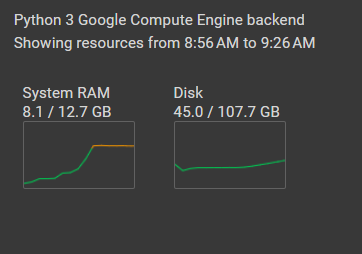 Python 3 Google Compute Engine backend
Showing resources from 8:56 AM to 9:26 AM
System RAM
8.1 / 12.7 GB
Disk
45.0 / 107.7 GB